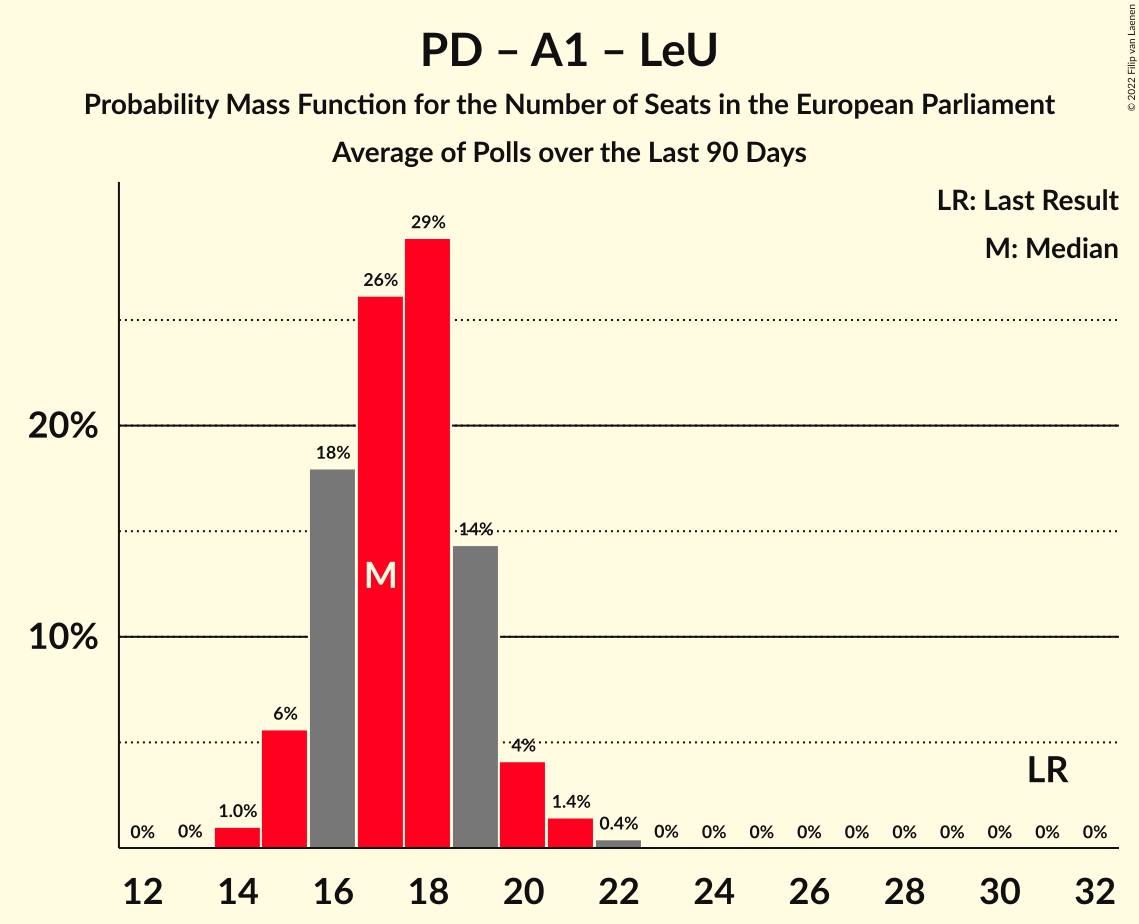 PD – A1 – LeU
Probability Mass Function for the Number of Seats in the European Parliament
Average of Polls over the Last 90 Days
© 2022 Filip van Laenen
LR: Last Result
M: Median
29%
26%
20%
18%
14%
M
10%
6%
4%
LR
1.0%
1.4%
0.4%
0% 0% 0% 0% 0% 0% 0% 0% 0% 0% 0% 0%
12 14 16 18 20 22 24 26 28 30 32